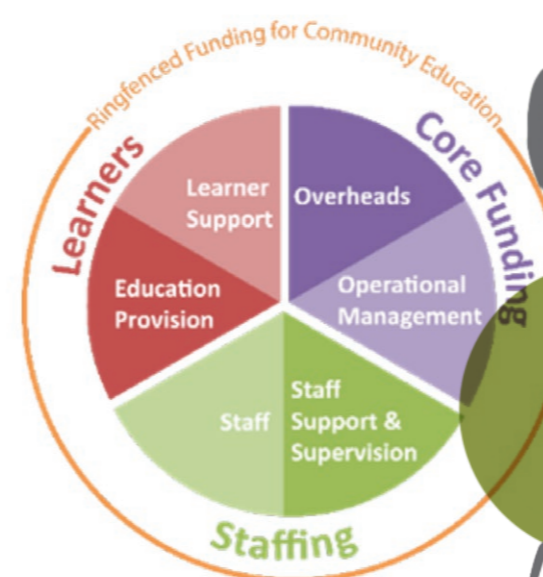 Ringfenced Funding for Community Education
Learners
Core Funding
Learner
Support
Overheads
Education
Provision
Operational
Management
Staff
Staff
Support &
Supervision
Staffing